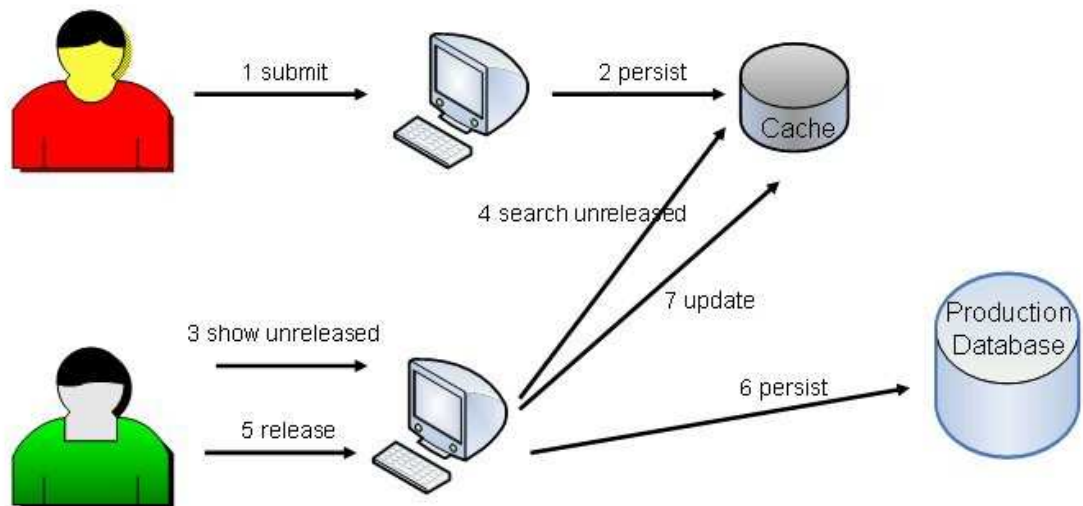 1 submit
2 persist
Cache
4 search unreleased
7 update
3 show unreleased
Production
Database
6 persist
5 release